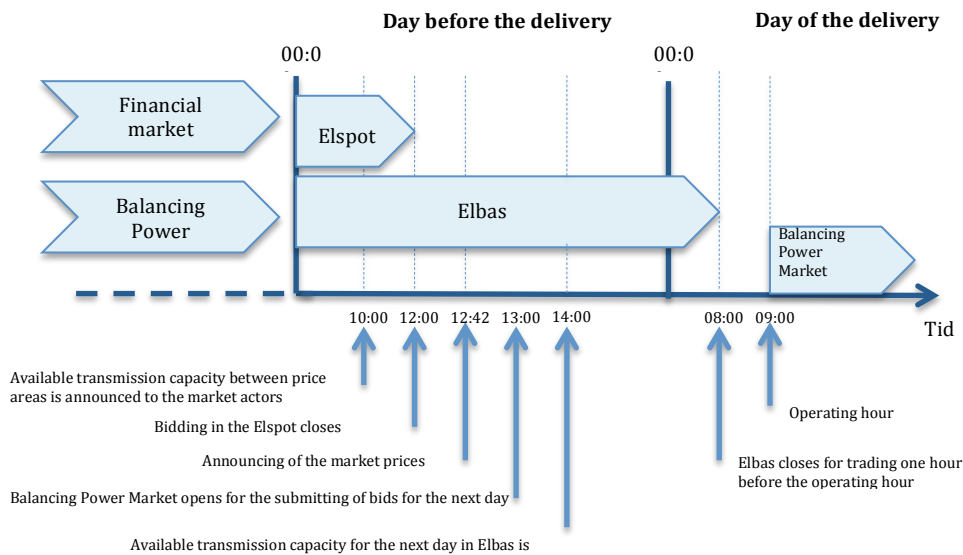 Day before the delivery
Day of the delivery
00:0
00:0
Financial
market
Elspot
Balancing
Power
Elbas
Balancing
Power
Market
10:00
12:00
12:42
13:00
14:00
08:00
09:00
Tid
Available transmission capacity between price
areas is announced to the market actors
Bidding in the Elspot closes
Announcing of the market prices
Balancing Power Market opens for the submitting of bids for the next day
Available transmission capacity for the next day in Elbas is
Operating hour
Elbas closes for trading one hour
before the operating hour